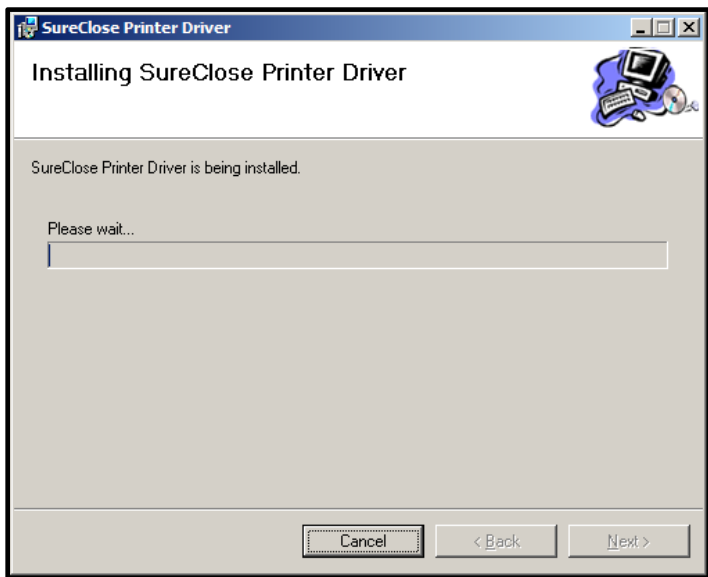 SureClose Printer Driver
Installing SureClose Printer Driver
SureClose Printer Driver is being installed.
Please wait...
Cancel
< Back
Next >